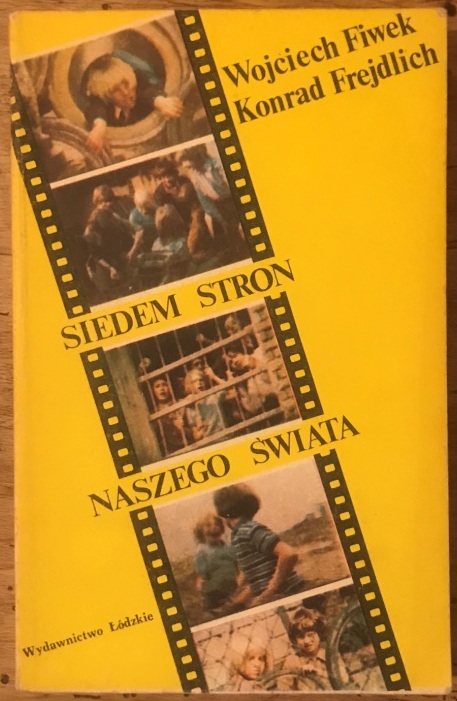 Wojciech Fiwek
Konrad Frejdlich
SIEDEM STRON
NASZEGO ŚWIATA
Wydawnictwo Łódzkie